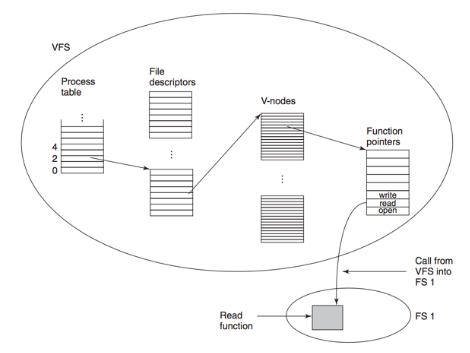 VFS
Process
table
File
descriptors
V-nodes
Function
pointers
⋮
⋮
⋮
4
2
0
write
read
open
Call from
VFS into
FS 1
Read
function
FS 1